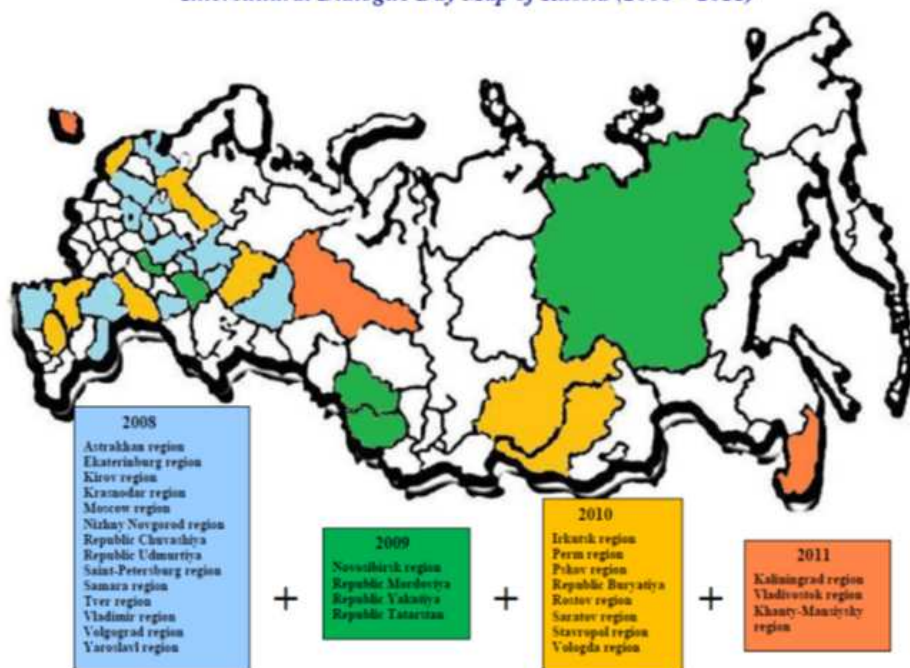 2008
Astrakhan region
Ekaterinburg region
Kirov region
Krasnodar region
Moscow region
Nizhny Novgorod region
Republic Chuvashiya
Republic Udmurtiya
Saint-Petersburg region
Samara region
Tver region
Vladimir region
Volgograd region
Yaroslavl region
+
2009
Novosibirsk region
Republic Mordoviya
Republic Yakutiya
Republic Tatarstan
+
2010
Irkutsk region
Perm region
Pskov region
Republic Buryatiya
Rostov region
Saratov region
Stavropol region
Vologda region
+
2011
Kaliningrad region
Vladivostok region
Khanty-Mansiysky
region